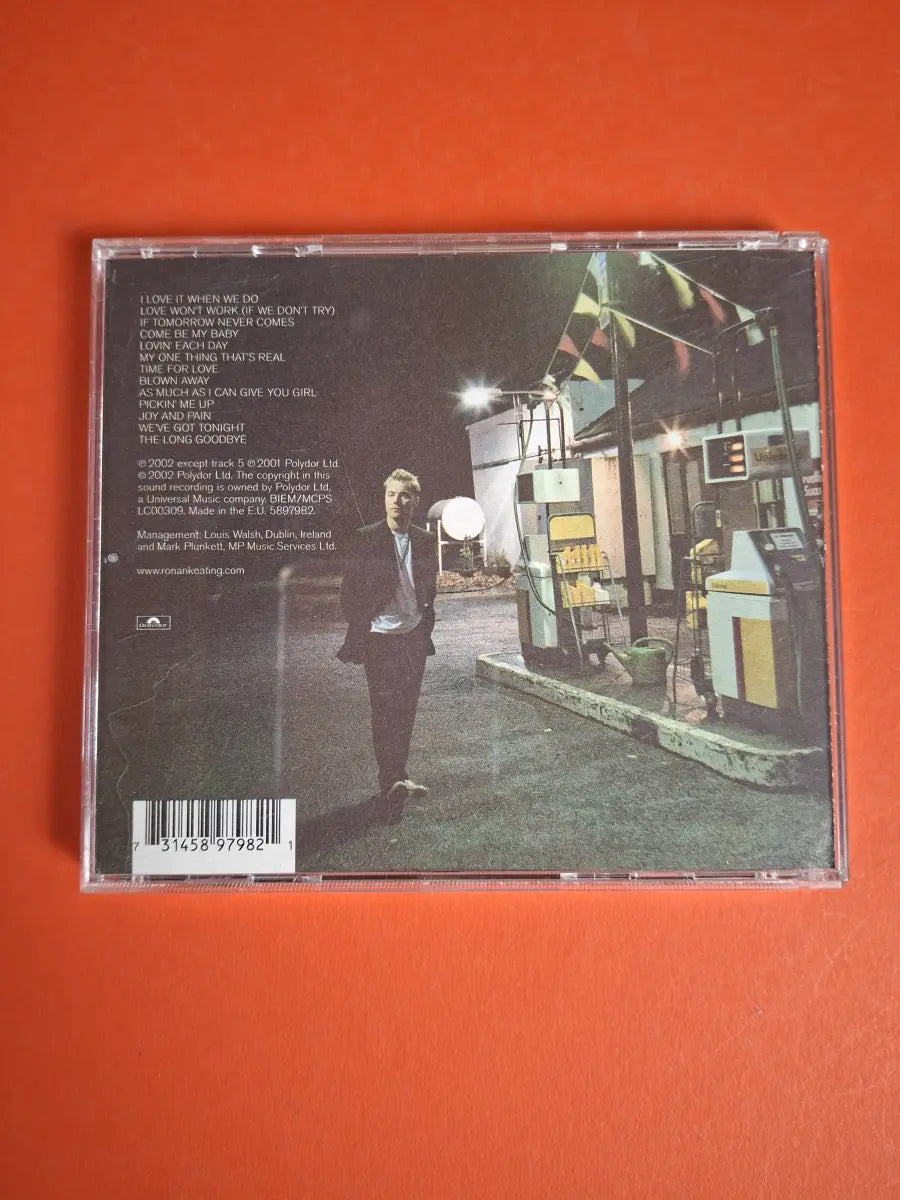 I LOVE IT WHEN WE DO
LOVE WON'T WORK (IF WE DON'T TRY)
IF TOMORROW NEVER COMES
COME BE MY BABY
LOVIN' EACH DAY
MY ONE THING THAT'S REAL
TIME FOR LOVE
BLOWN AWAY
AS MUCH AS I CAN GIVE YOU GIRL
PICKIN' ME UP
JOY AND PAIN
WE'VE GOT TONIGHT
THE LONG GOODBYE
℗ 2002 except track 5 ℗ 2001 Polydor Ltd.
© 2002 Polydor Ltd. The copyright in this
sound recording is owned by Polydor Ltd,
a Universal Music company. BIEM/MCPS
LC00309. Made in the E.U. 5897982.
Management: Louis Walsh, Dublin, Ireland
and Mark Plunkett, MP Music Services Ltd.
www.ronankeating.com
Polydor
Unleaded
7 31458 97982 1